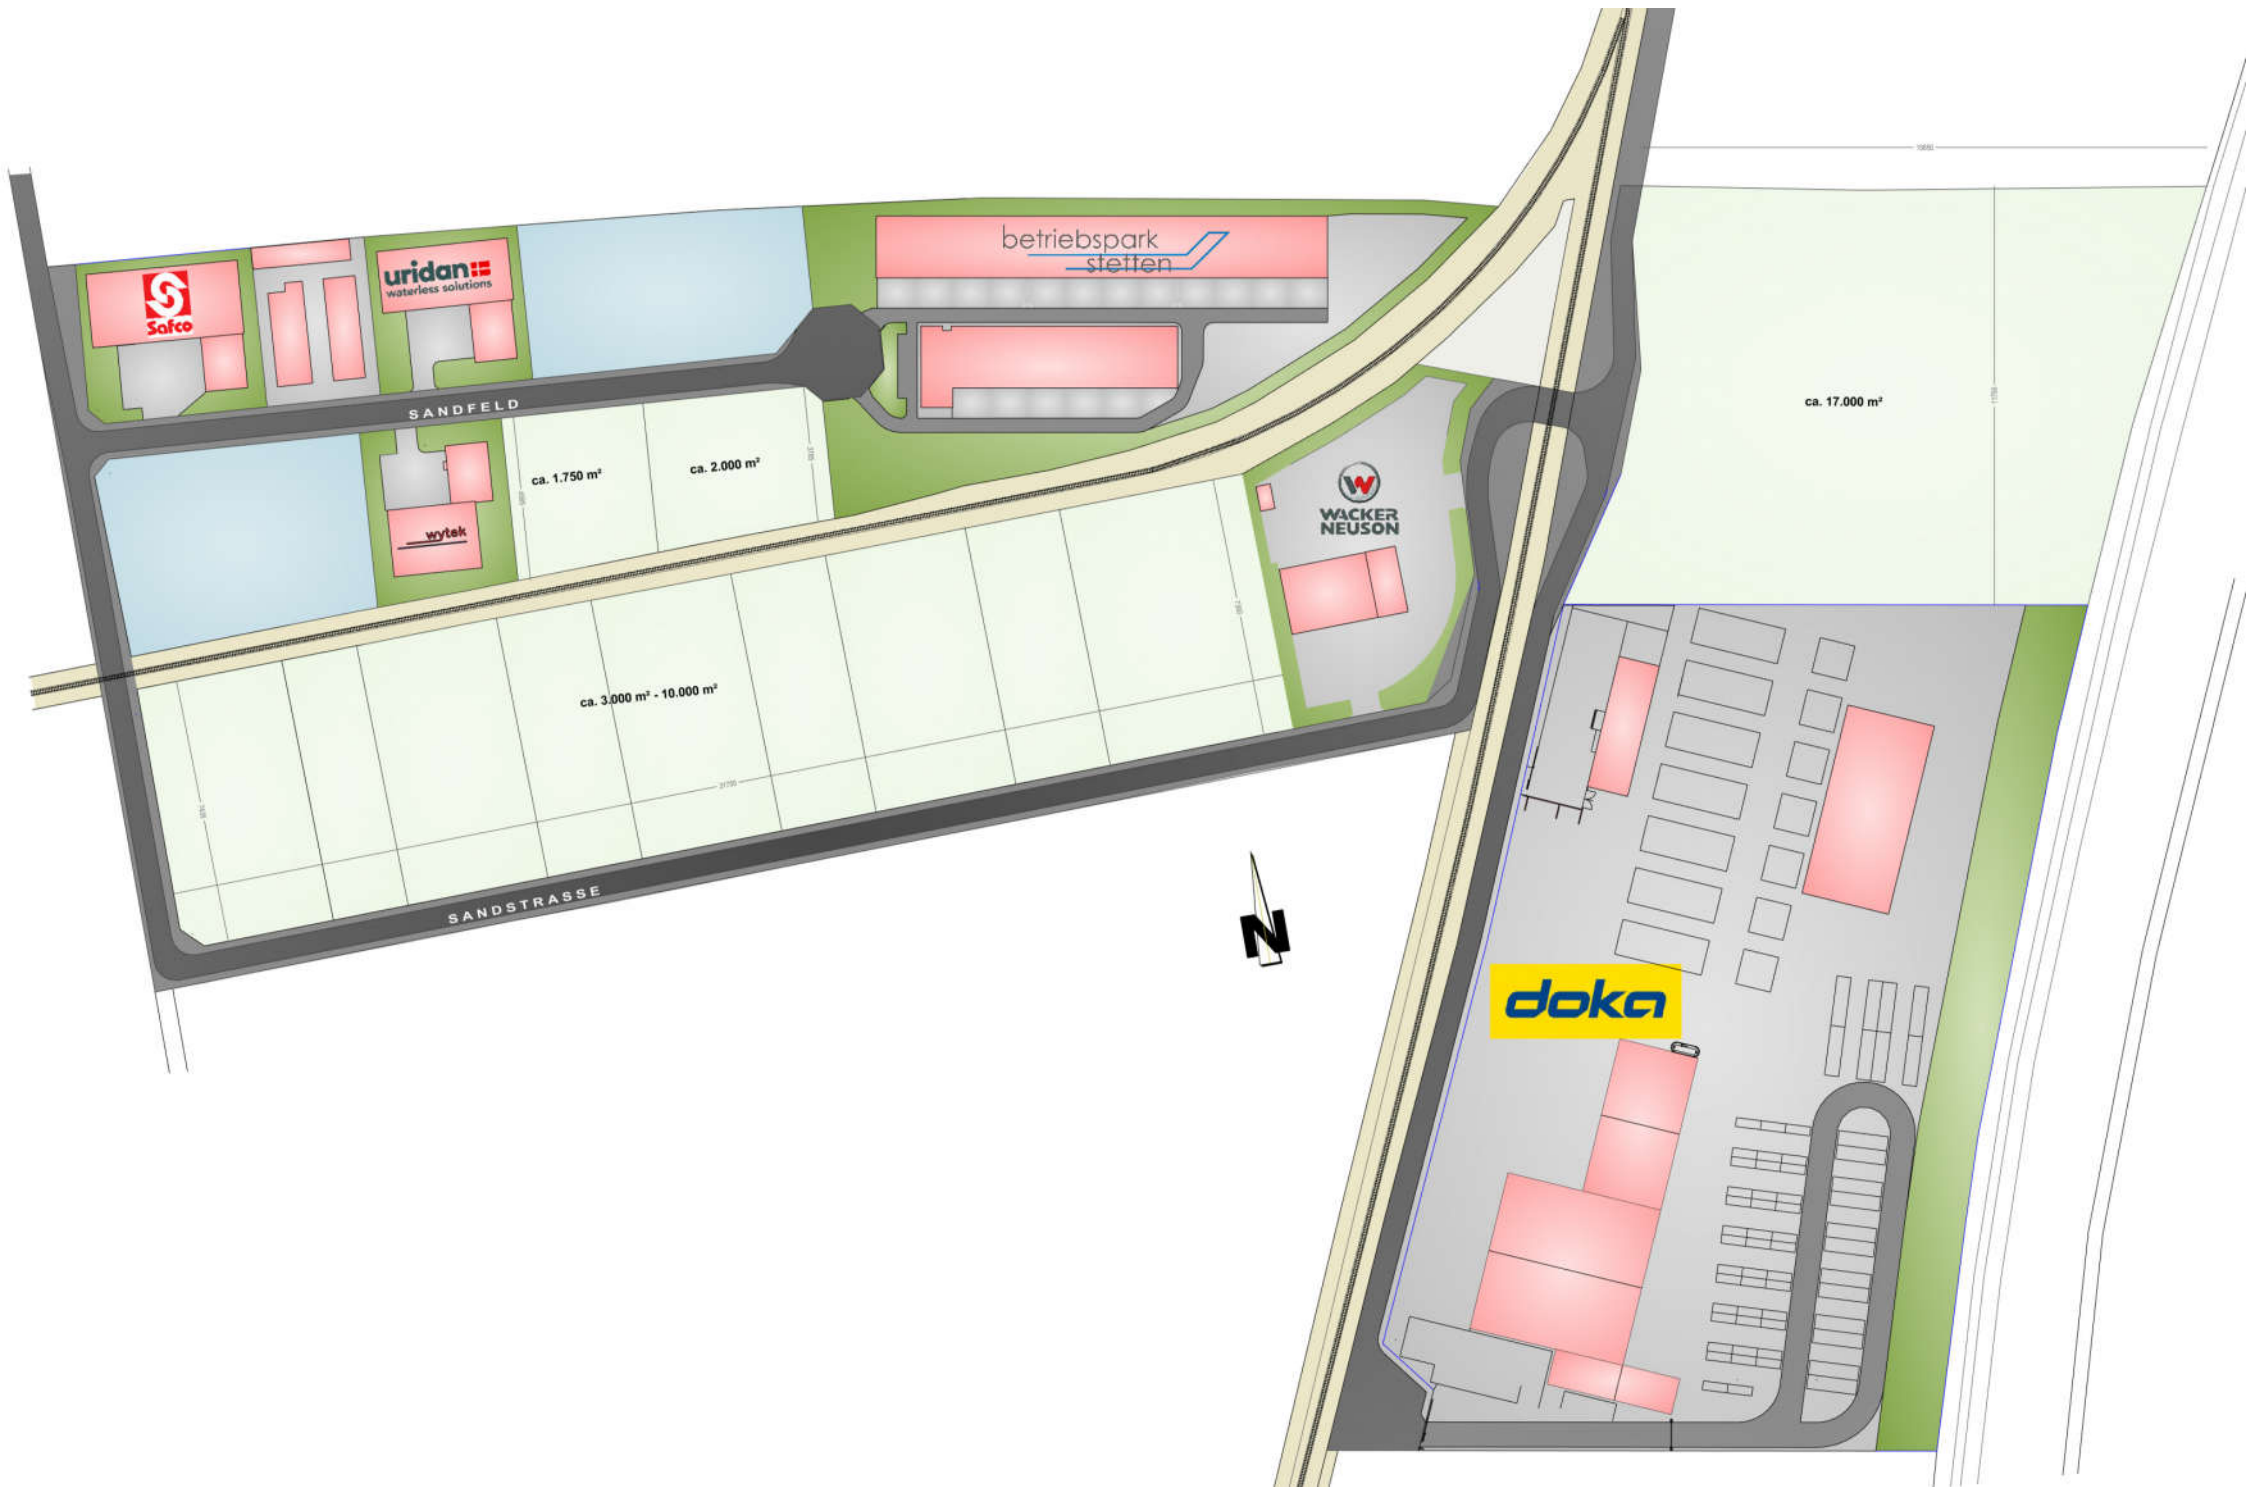 Safco
uridan
waterless solutions
betriebspark
stetten
SANDFELD
wytek
ca. 1.750 m²
ca. 2.000 m²
WACKER
NEUSON
ca. 17.000 m²
ca. 3.000 m² - 10.000 m²
SANDSTRASSE
N
doka